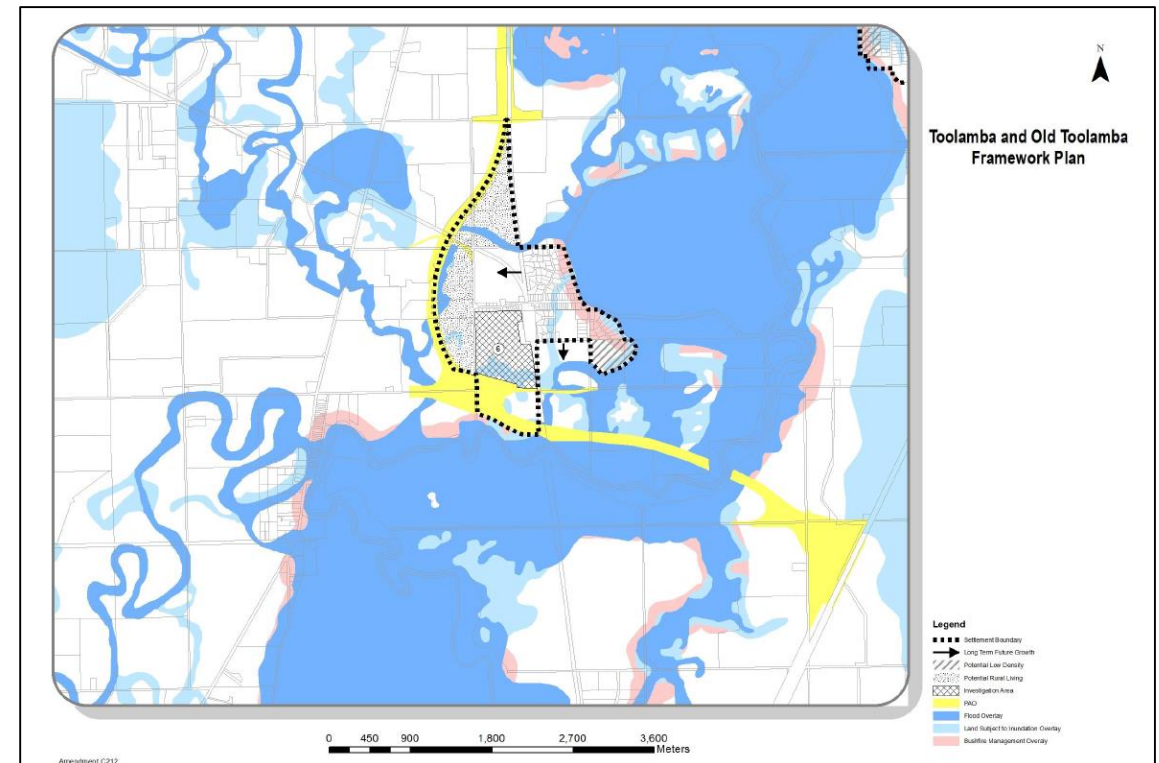 N
Toolamba and Old Toolamba
Framework Plan
6
Legend
Settlement Boundary
Long Term Future Growth
Potential Low Density
Potential Rural Living
Investigation Area
PAO
Flood Overlay
Land Subject to Inundation Overlay
Bushfire Management Overlay
0 450 900 1,800 2,700 3,600
Meters
Amendment C212